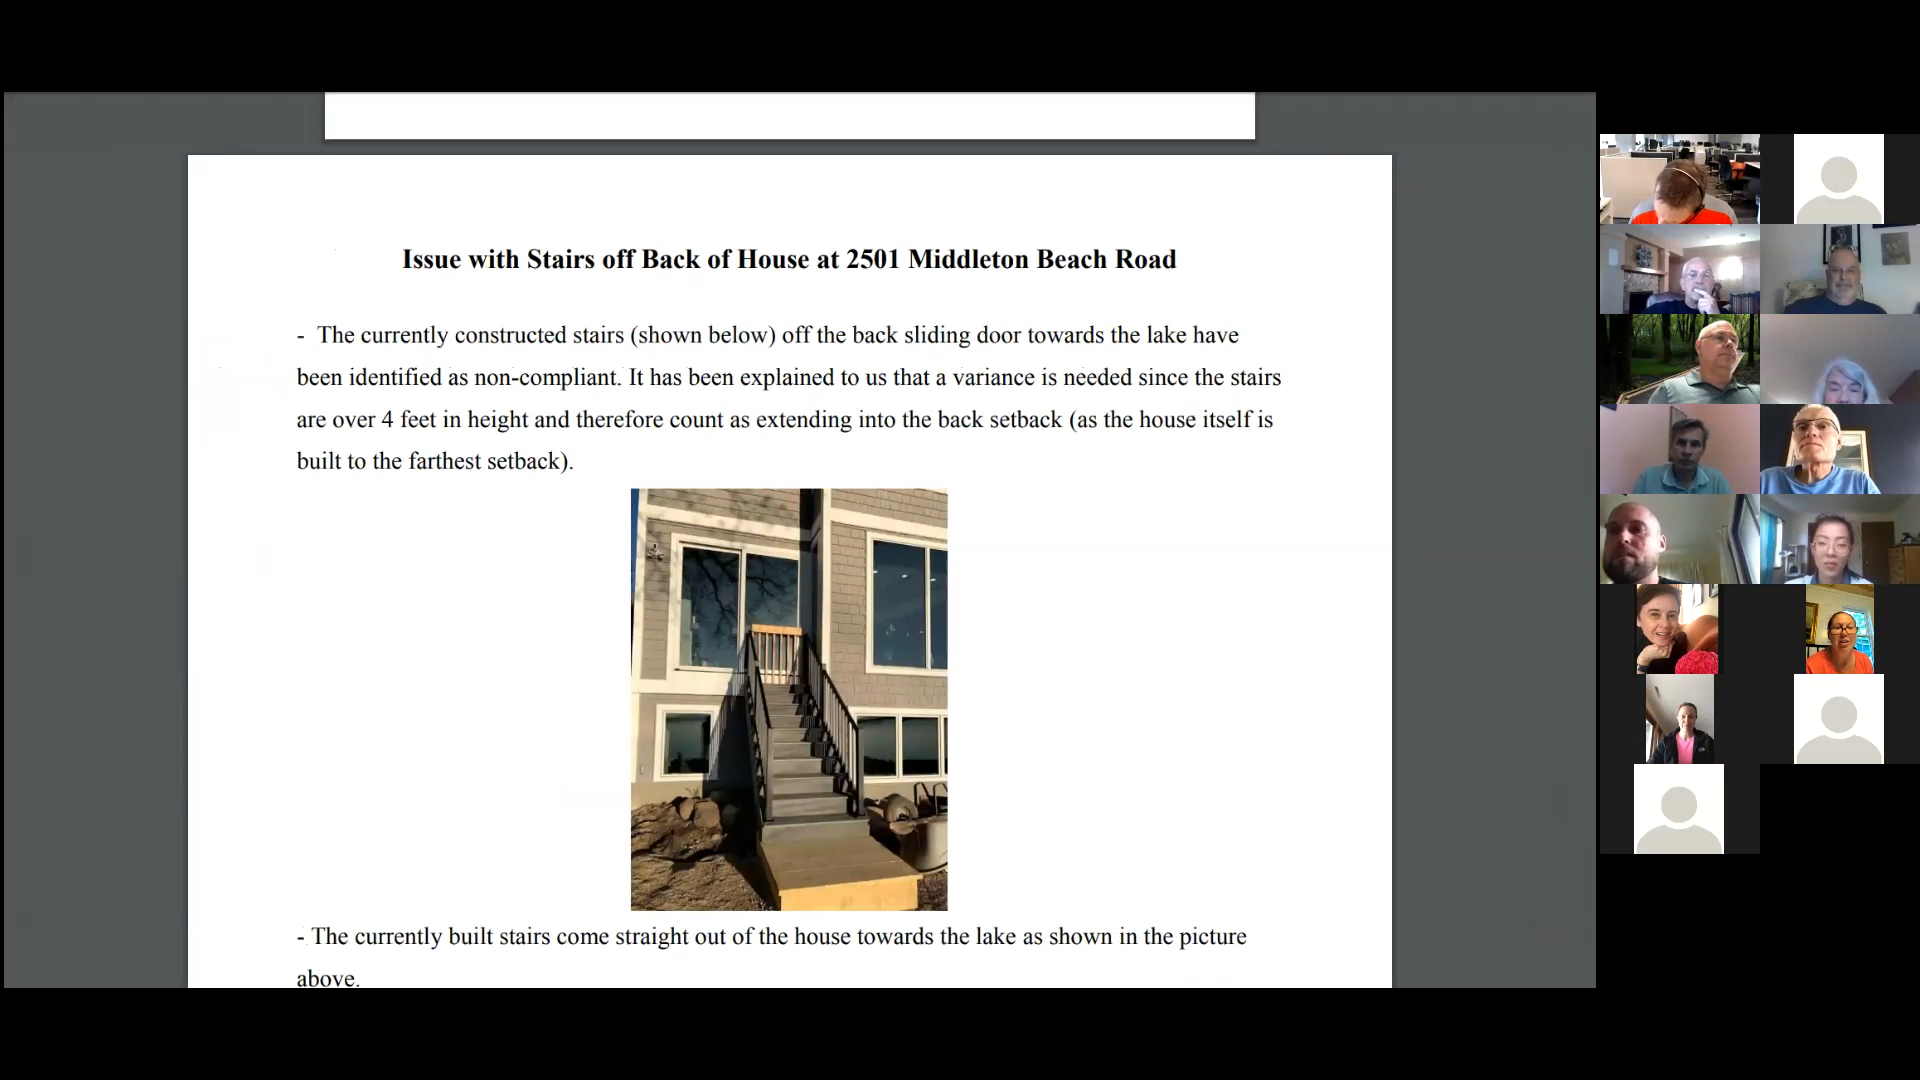 Issue with Stairs off Back of House at 2501 Middleton Beach Road
- The currently constructed stairs (shown below) off the back sliding door towards the lake have
been identified as non-compliant. It has been explained to us that a variance is needed since the stairs
are over 4 feet in height and therefore count as extending into the back setback (as the house itself is
built to the farthest setback).
- The currently built stairs come straight out of the house towards the lake as shown in the picture
above.